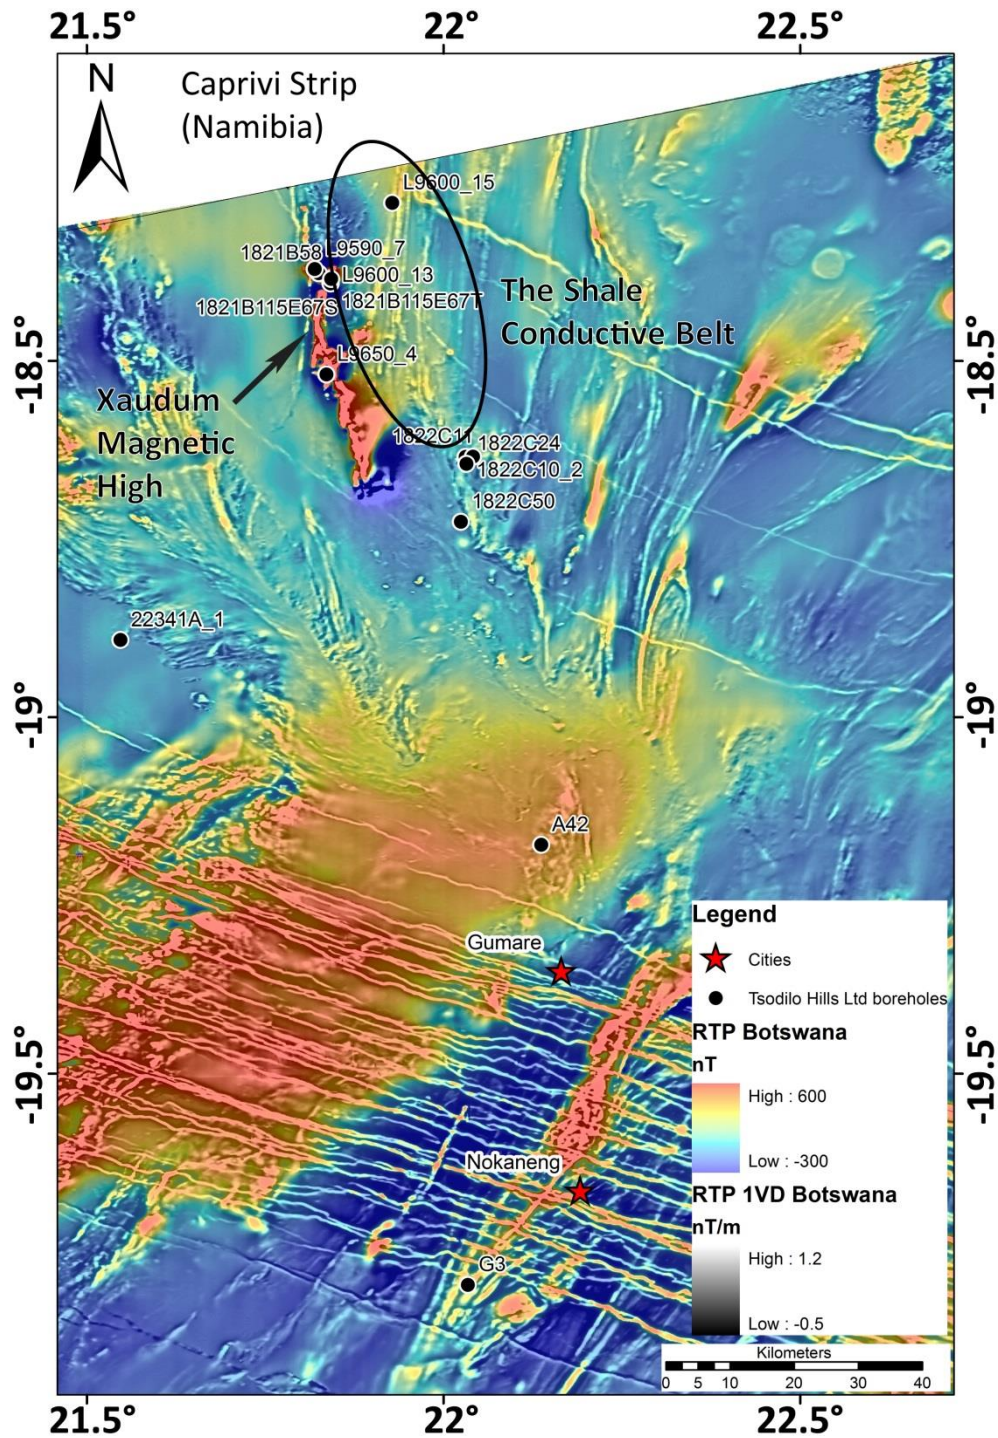 21.5°
22°
22.5°
N
Caprivi Strip
(Namibia)
L9600_15
1821B58
L9590_7
L9600_13
1821B115E67S
1821B115E67T
The Shale
Conductive Belt
-18.5°
-18.5°
L9650_4
Xaudum
Magnetic
High
1822C11
1822C24
1822C10_2
1822C50
22341A_1
-19°
-19°
A42
Gumare
Legend
Cities
Tsodilo Hills Ltd boreholes
RTP Botswana
nT
High : 600
Low : -300
RTP 1VD Botswana
nT/m
High : 1.2
Low : -0.5
-19.5°
-19.5°
Nokaneng
G3
Kilometers
0 5 10 20 30 40
21.5°
22°
22.5°